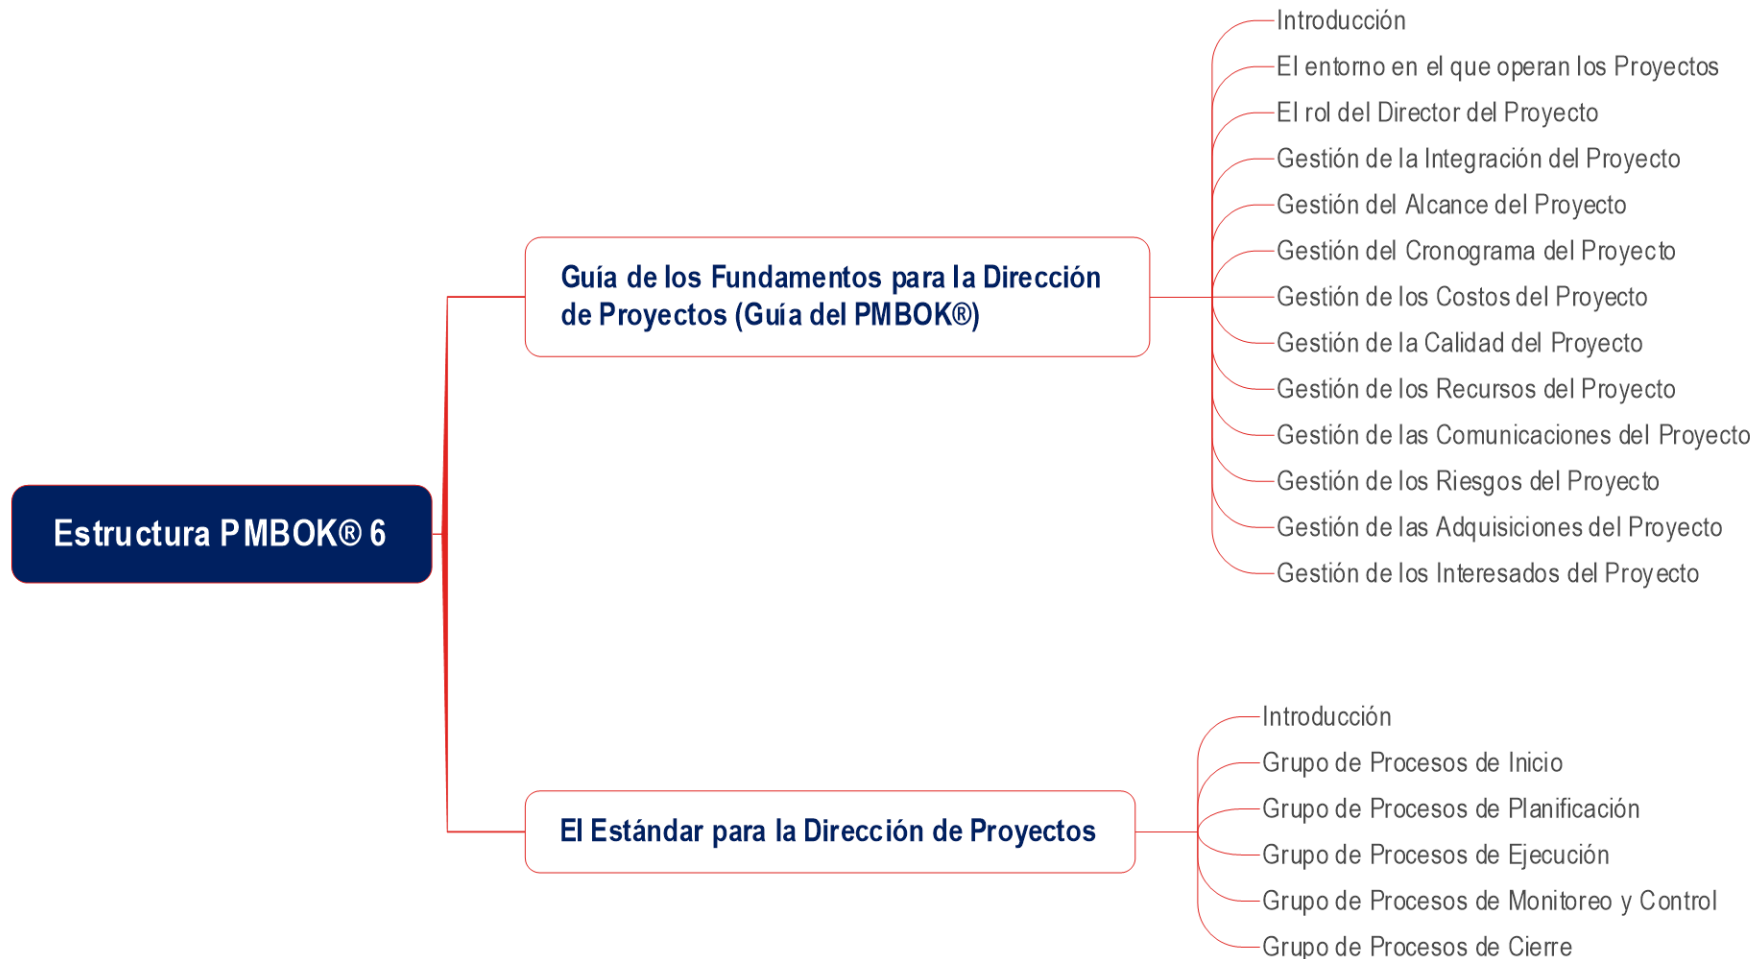 Estructura PMBOK® 6
Guía de los Fundamentos para la Dirección
de Proyectos (Guía del PMBOK®)
Introducción
El entorno en el que operan los Proyectos
El rol del Director del Proyecto
Gestión de la Integración del Proyecto
Gestión del Alcance del Proyecto
Gestión del Cronograma del Proyecto
Gestión de los Costos del Proyecto
Gestión de la Calidad del Proyecto
Gestión de los Recursos del Proyecto
Gestión de las Comunicaciones del Proyecto
Gestión de los Riesgos del Proyecto
Gestión de las Adquisiciones del Proyecto
Gestión de los Interesados del Proyecto
El Estándar para la Dirección de Proyectos
Introducción
Grupo de Procesos de Inicio
Grupo de Procesos de Planificación
Grupo de Procesos de Ejecución
Grupo de Procesos de Monitoreo y Control
Grupo de Procesos de Cierre